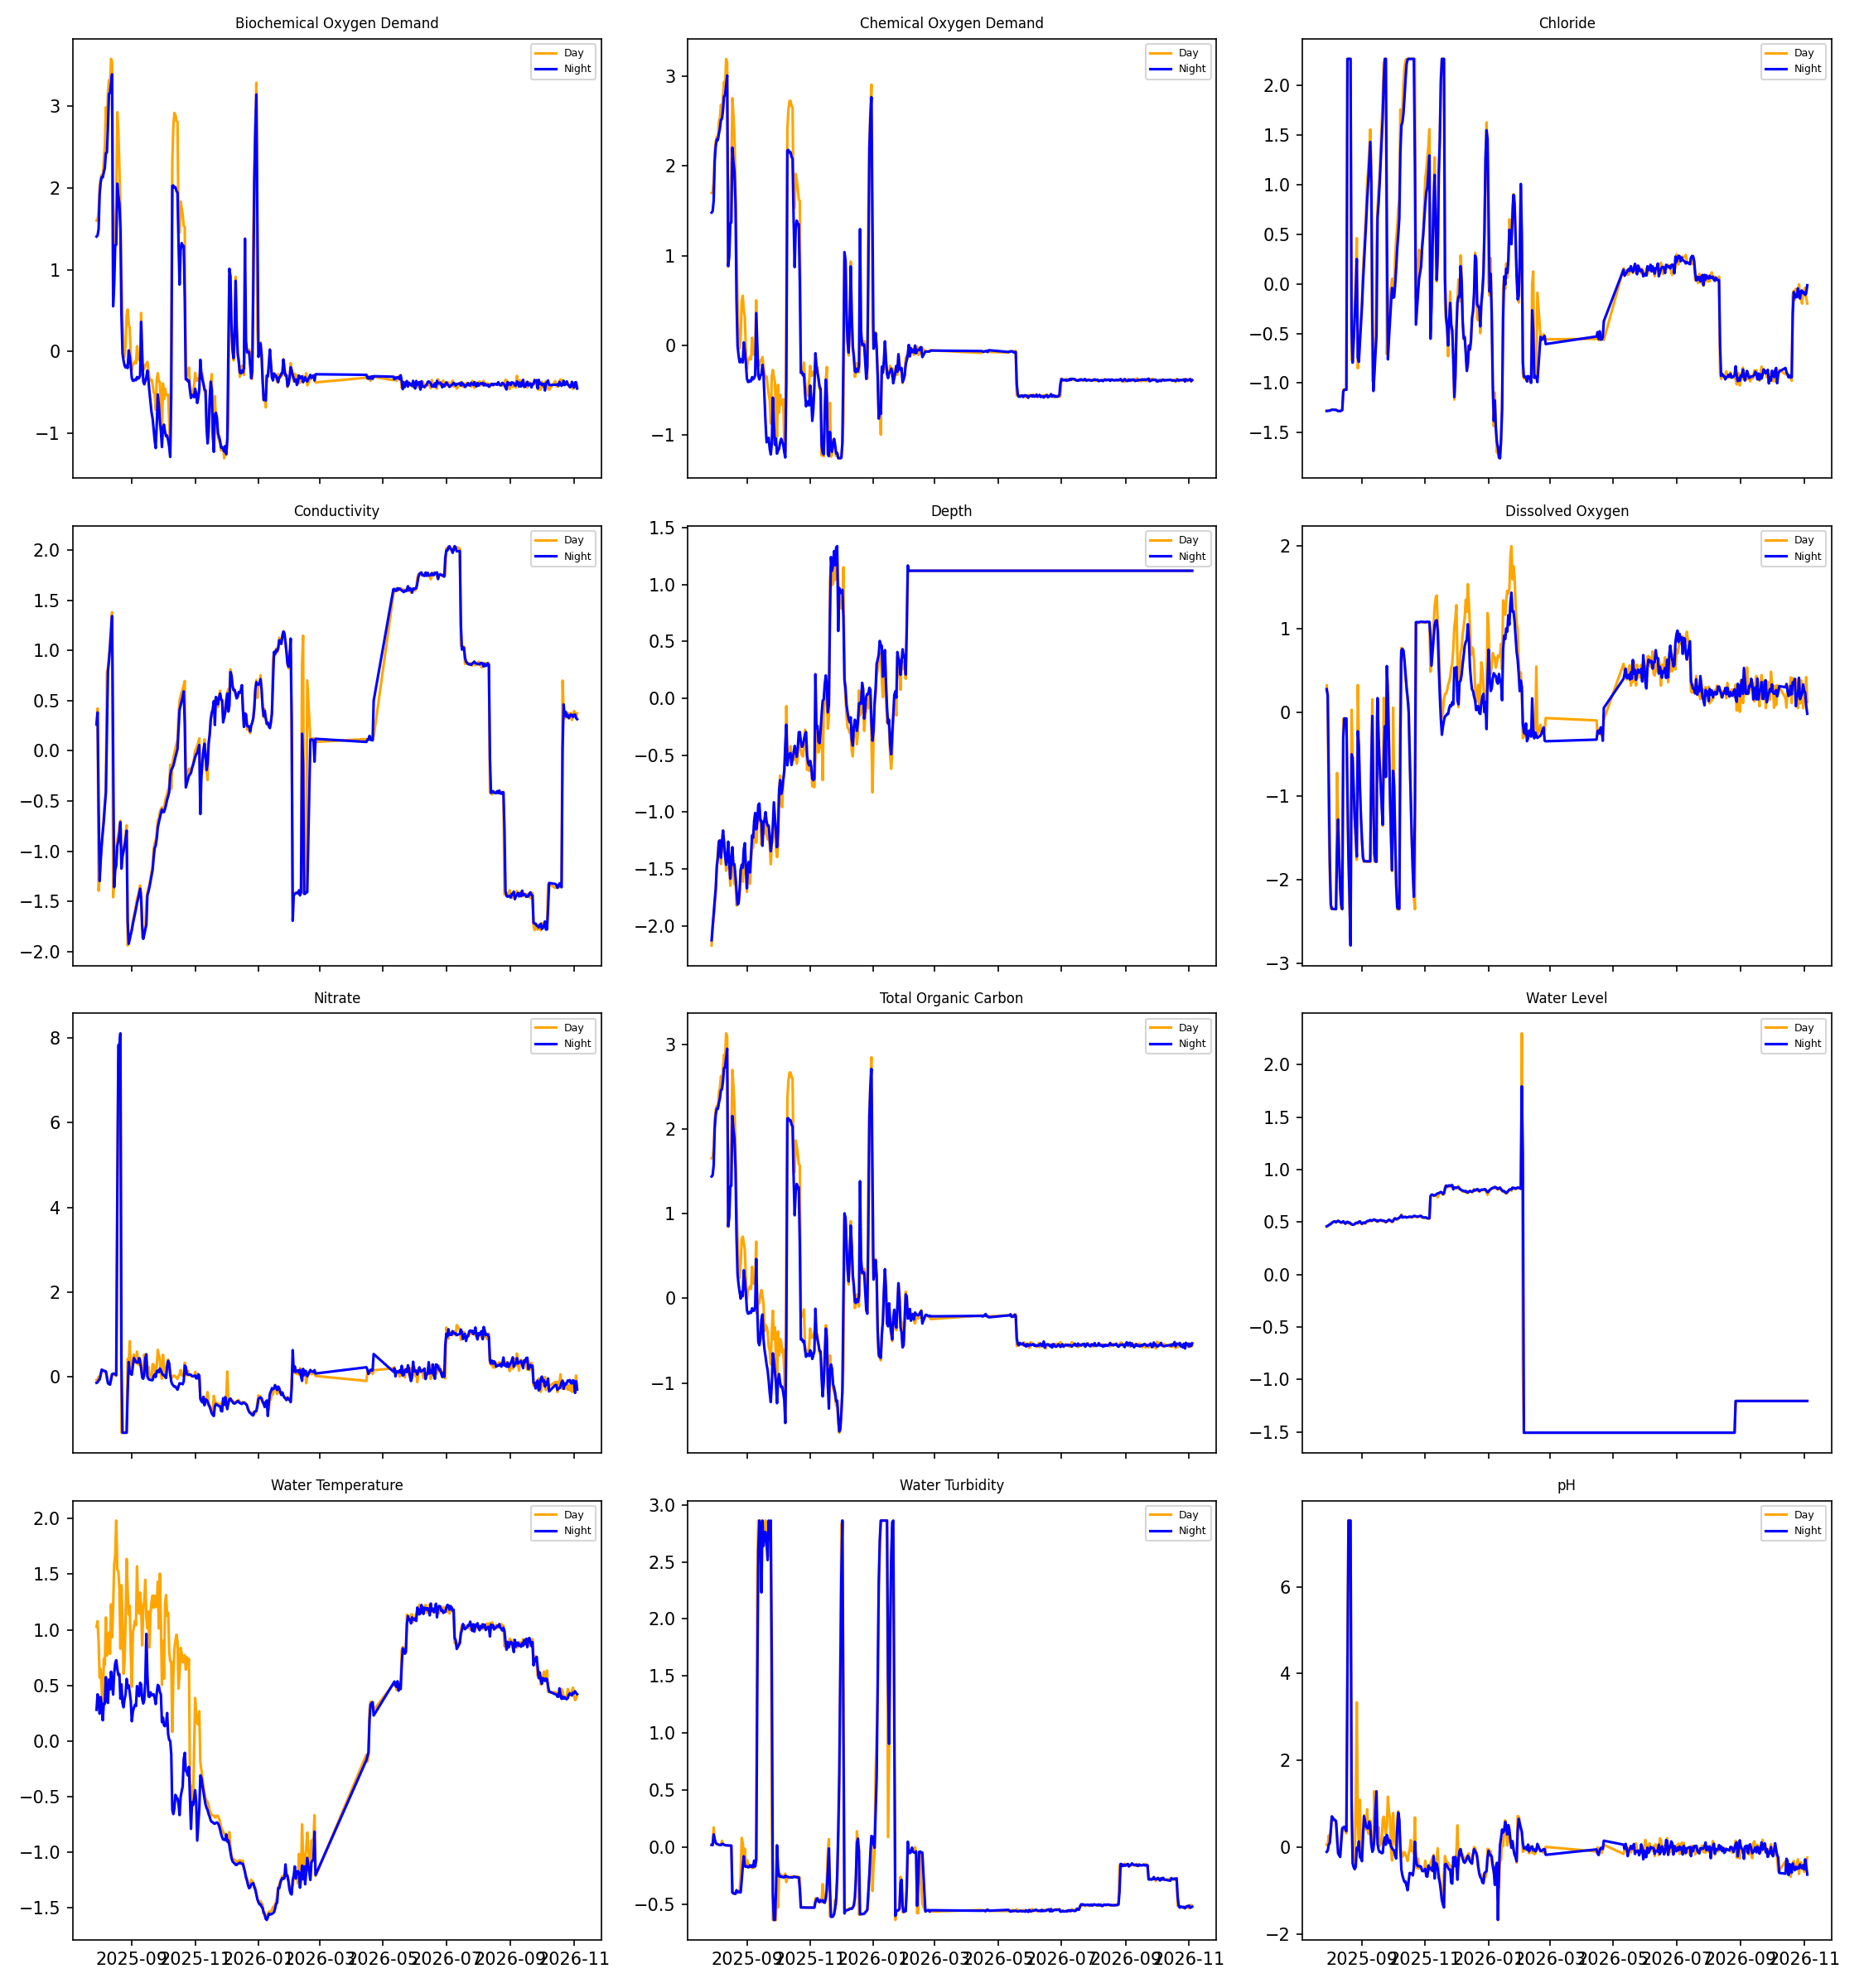 Biochemical Oxygen Demand
Day
Night
3
2
1
0
−1
Chemical Oxygen Demand
Day
Night
3
2
1
0
−1
Chloride
Day
Night
2.0
1.5
1.0
0.5
0.0
−0.5
−1.0
−1.5
Conductivity
Day
Night
2.0
1.5
1.0
0.5
0.0
−0.5
−1.0
−1.5
−2.0
Depth
Day
Night
1.5
1.0
0.5
0.0
−0.5
−1.0
−1.5
−2.0
Dissolved Oxygen
Day
Night
2
1
0
−1
−2
−3
Nitrate
Day
Night
8
6
4
2
0
Total Organic Carbon
Day
Night
3
2
1
0
−1
Water Level
Day
Night
2.0
1.5
1.0
0.5
0.0
−0.5
−1.0
−1.5
Water Temperature
Day
Night
2.0
1.5
1.0
0.5
0.0
−0.5
−1.0
−1.5
2025-09 2025-11 2026-01 2026-03 2026-05 2026-07 2026-09 2026-11
Water Turbidity
Day
Night
3.0
2.5
2.0
1.5
1.0
0.5
0.0
−0.5
2025-09 2025-11 2026-01 2026-03 2026-05 2026-07 2026-09 2026-11
pH
Day
Night
6
4
2
0
−2
2025-09 2025-11 2026-01 2026-03 2026-05 2026-07 2026-09 2026-11